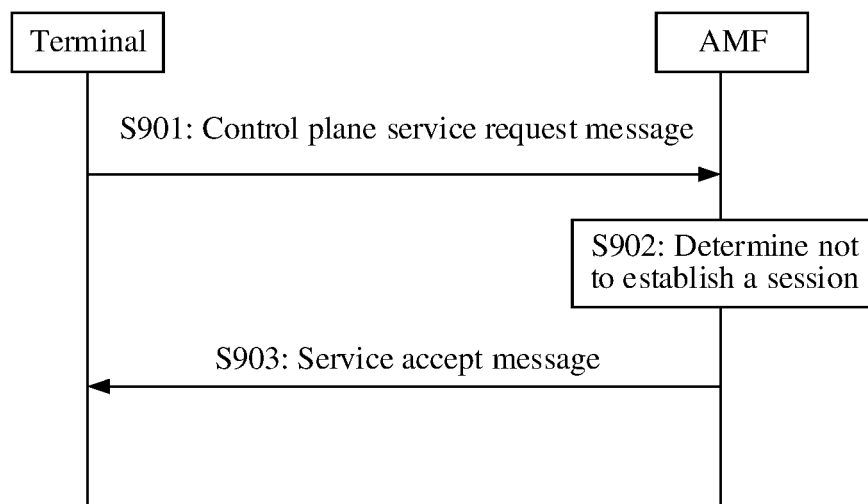 Terminal
AMF
S901: Control plane service request message
S902: Determine not
to establish a session
S903: Service accept message